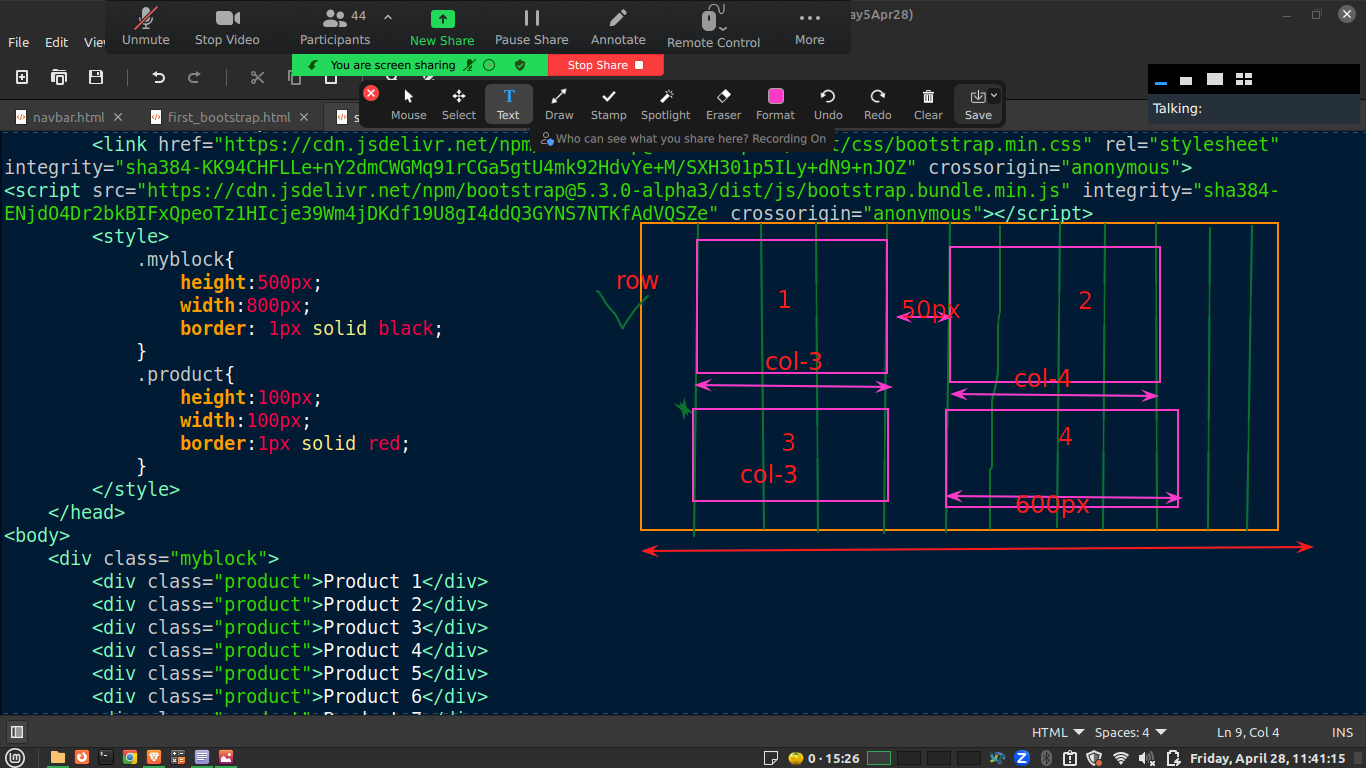 ay5Apr28)
Unmute
Stop Video
Participants
44
New Share
Pause Share
Annotate
Remote Control
More
File Edit
You are screen sharing
Stop Share
Mouse
Select
Text
Draw
Stamp
Spotlight
Eraser
Format
Undo
Redo
Clear
Save
Talking:
Who can see what you share here? Recording On
navbar.html
first_bootstrap.html
<link href="https://cdn.jsdelivr.net/npm/ css/bootstrap.min.css" rel="stylesheet"
integrity="sha384-KK94CHFLLe+nY2dmCWGMq91rCGa5gtU4mk92HdvYe+M/SXH301p5ILy+dN9+nJOZ" crossorigin="anonymous">
<script src="https://cdn.jsdelivr.net/npm/bootstrap@5.3.0-alpha3/dist/js/bootstrap.bundle.min.js" integrity="sha384-
ENjdO4Dr2bkBIFxQpeoTz1HIcje39Wm4jDKdf19U8gI4ddQ3GYNS7NTKfAdVQSZe" crossorigin="anonymous"></script>
<style>
.myblock{
height:500px;
width:800px;
border: 1px solid black;
}
.product{
height:100px;
width:100px;
border:1px solid red;
}
</style>
</head>
<body>
<div class="myblock">
<div class="product">Product 1</div>
<div class="product">Product 2</div>
<div class="product">Product 3</div>
<div class="product">Product 4</div>
<div class="product">Product 5</div>
<div class="product">Product 6</div>
row
1
50px
2
col-3
col-4
3
col-3
4
600px
HTML
Spaces: 4
Ln 9, Col 4
INS
0 · 15:26
Friday, April 28, 11:41:15